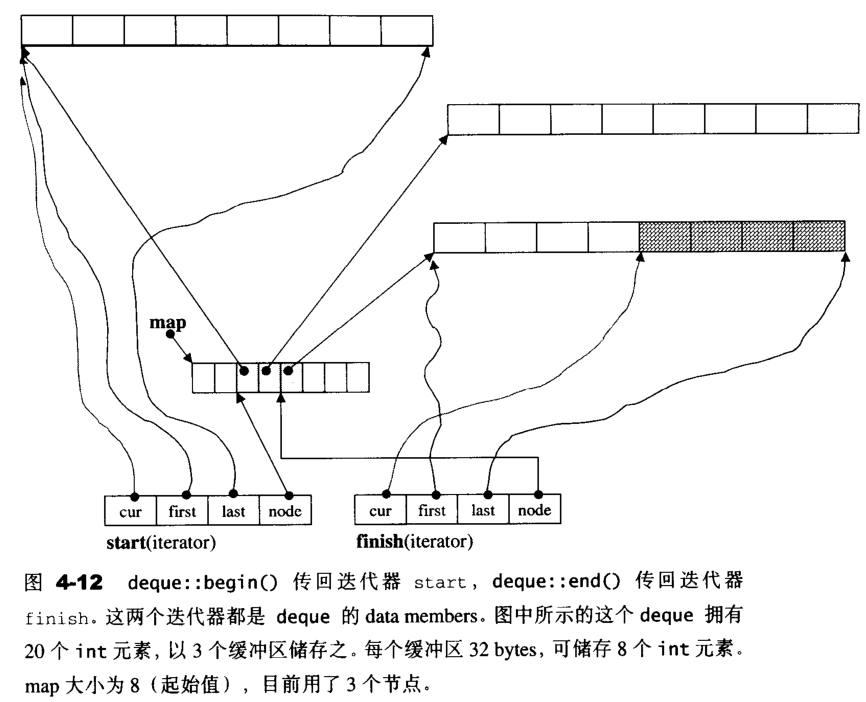 map
cur first last node cur first last node
start(iterator) finish(iterator)
图 4-12 deque::begin() 传回迭代器 start，deque::end() 传回迭代器
finish。这两个迭代器都是 deque 的 data members。图中所示的这个 deque 拥有
20 个 int 元素，以 3 个缓冲区储存之。每个缓冲区 32 bytes，可储存 8 个 int 元素。
map 大小为 8（起始值），目前用了 3 个节点。